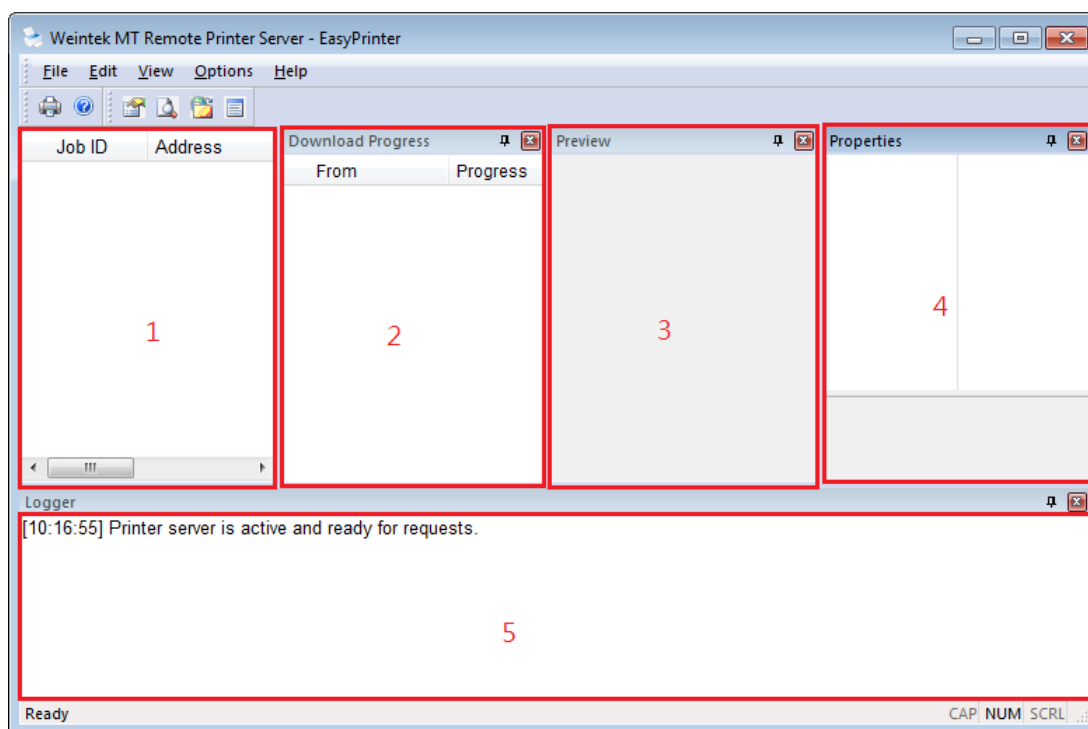 Weintek MT Remote Printer Server - EasyPrinter
File Edit View Options Help
Job ID Address
Download Progress
From Progress
Preview
Properties
1
2
3
4
Logger
[10:16:55] Printer server is active and ready for requests.
5
Ready CAP NUM SCRL